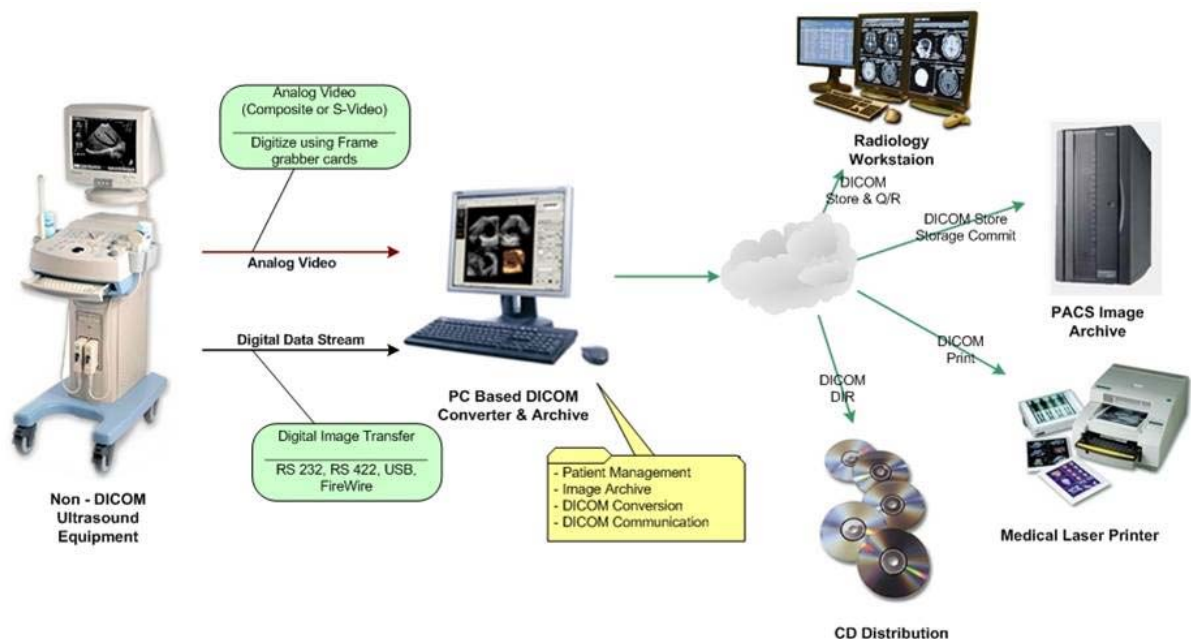 Analog Video
(Composite or S-Video)
Digitize using Frame
grabber cards
Analog Video
Digital Data Stream
Digital Image Transfer
RS 232, RS 422, USB,
FireWire
Non - DICOM
Ultrasound
Equipment
PC Based DICOM
Converter & Archive
- Patient Management
- Image Archive
- DICOM Conversion
- DICOM Communication
Radiology
Workstaion
DICOM
Store & Q/R
DICOM Store
Storage Commit
PACS Image
Archive
DICOM
Print
DICOM
DIR
Medical Laser Printer
CD Distribution